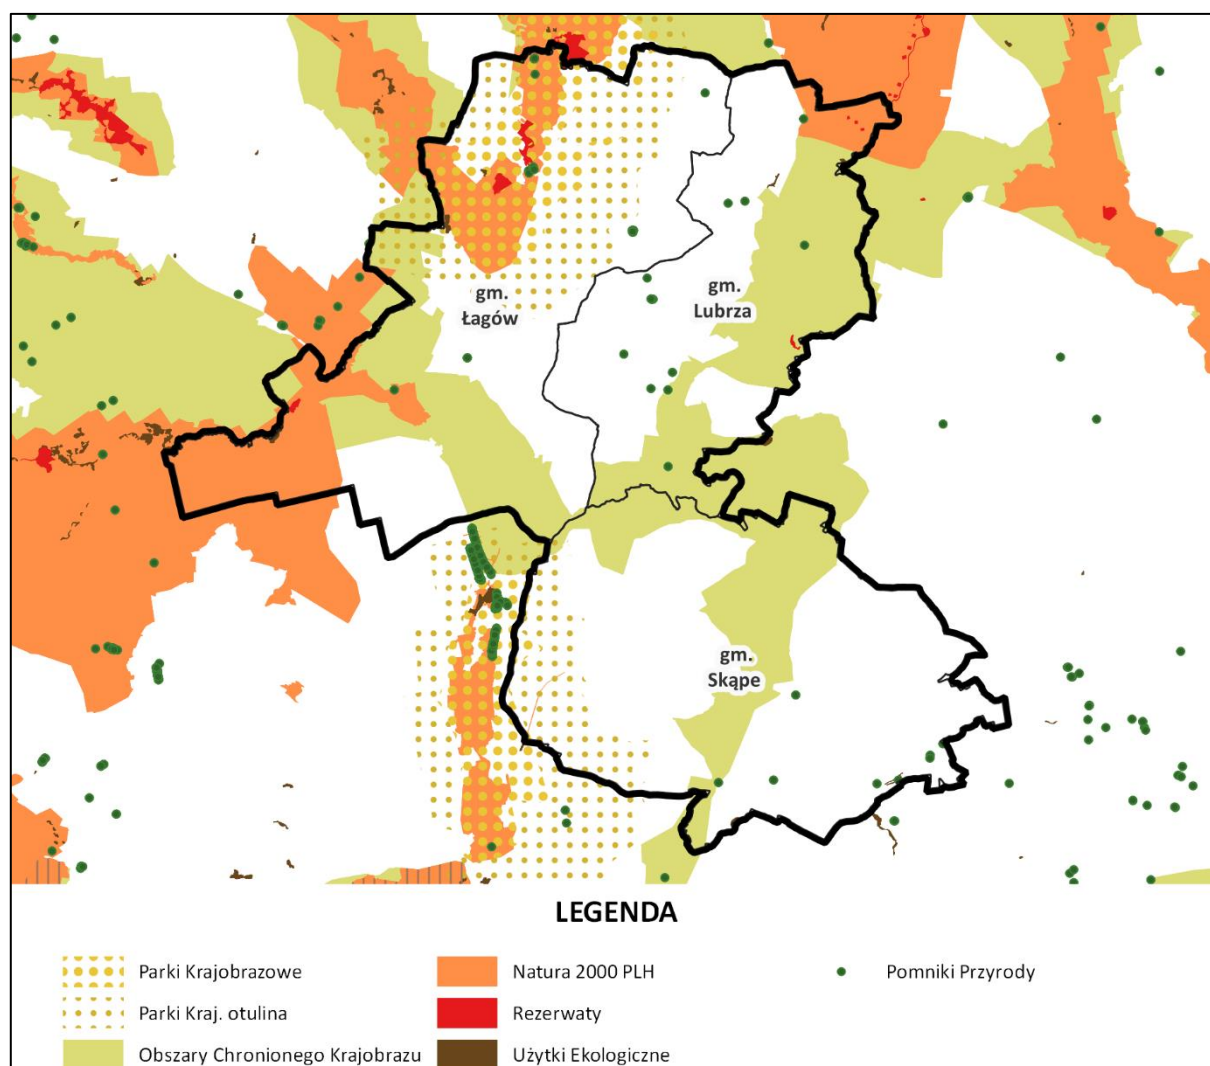 gm.
Łagów
gm.
Lubrza
gm.
Skąpe
LEGENDA
Parki Krajobrazowe
Parki Kraj. otulina
Obszary Chronionego Krajobrazu
Natura 2000 PLH
Rezerwaty
Użytki Ekologiczne
Pomniki Przyrody